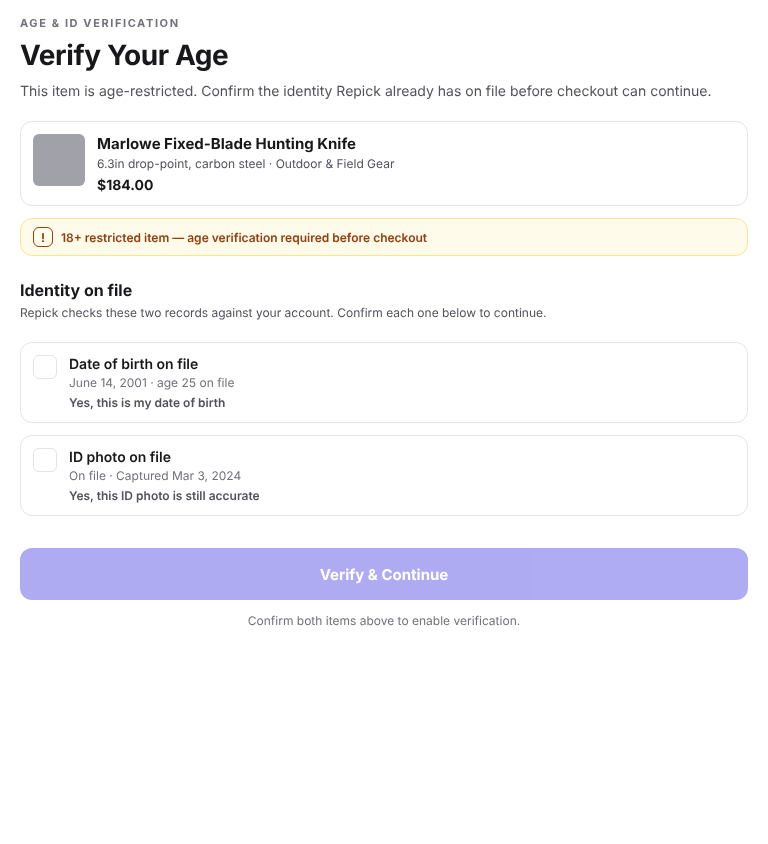 AGE & ID VERIFICATION
Verify Your Age
This item is age-restricted. Confirm the identity Repick already has on file before checkout can continue.
Marlowe Fixed-Blade Hunting Knife
6.3in drop-point, carbon steel · Outdoor & Field Gear
$184.00
! 18+ restricted item — age verification required before checkout
Identity on file
Repick checks these two records against your account. Confirm each one below to continue.
Date of birth on file
June 14, 2001 · age 25 on file
Yes, this is my date of birth
ID photo on file
On file · Captured Mar 3, 2024
Yes, this ID photo is still accurate
Verify & Continue
Confirm both items above to enable verification.